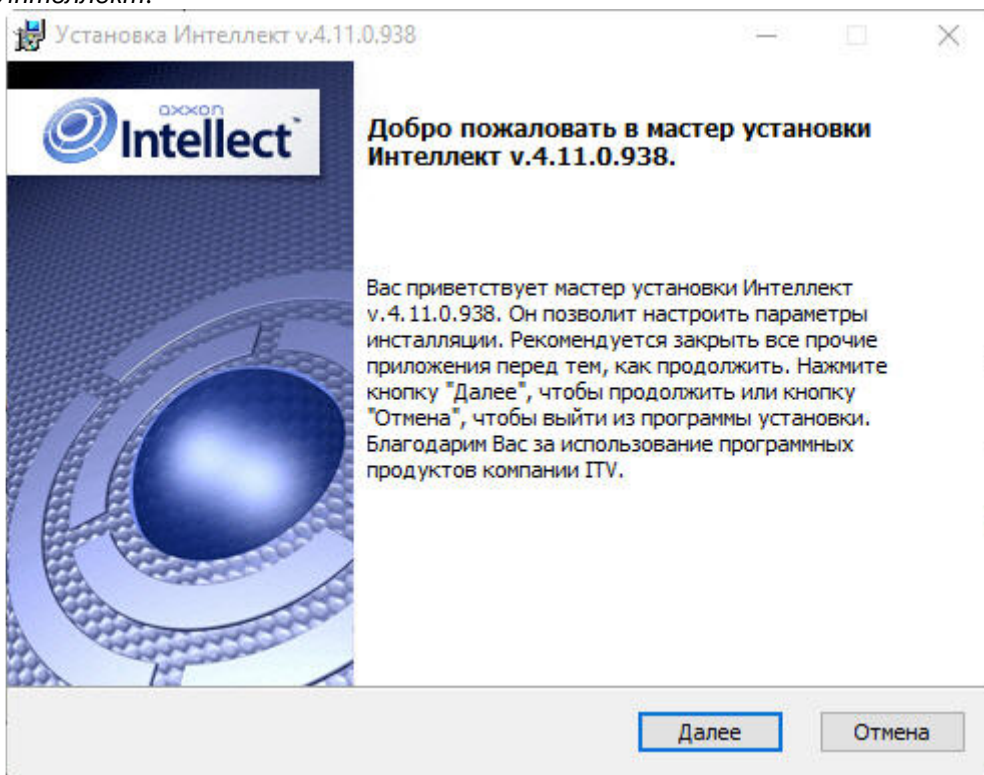 Интеллект.
Установка Интеллект v.4.11.0.938
axxon
Intellect™
Добро пожаловать в мастер установки
Интеллект v.4.11.0.938.
Вас приветствует мастер установки Интеллект
v.4.11.0.938. Он позволит настроить параметры
инсталляции. Рекомендуется закрыть все прочие
приложения перед тем, как продолжить. Нажмите
кнопку "Далее", чтобы продолжить или кнопку
"Отмена", чтобы выйти из программы установки.
Благодарим Вас за использование программных
продуктов компании ITV.
Далее
Отмена